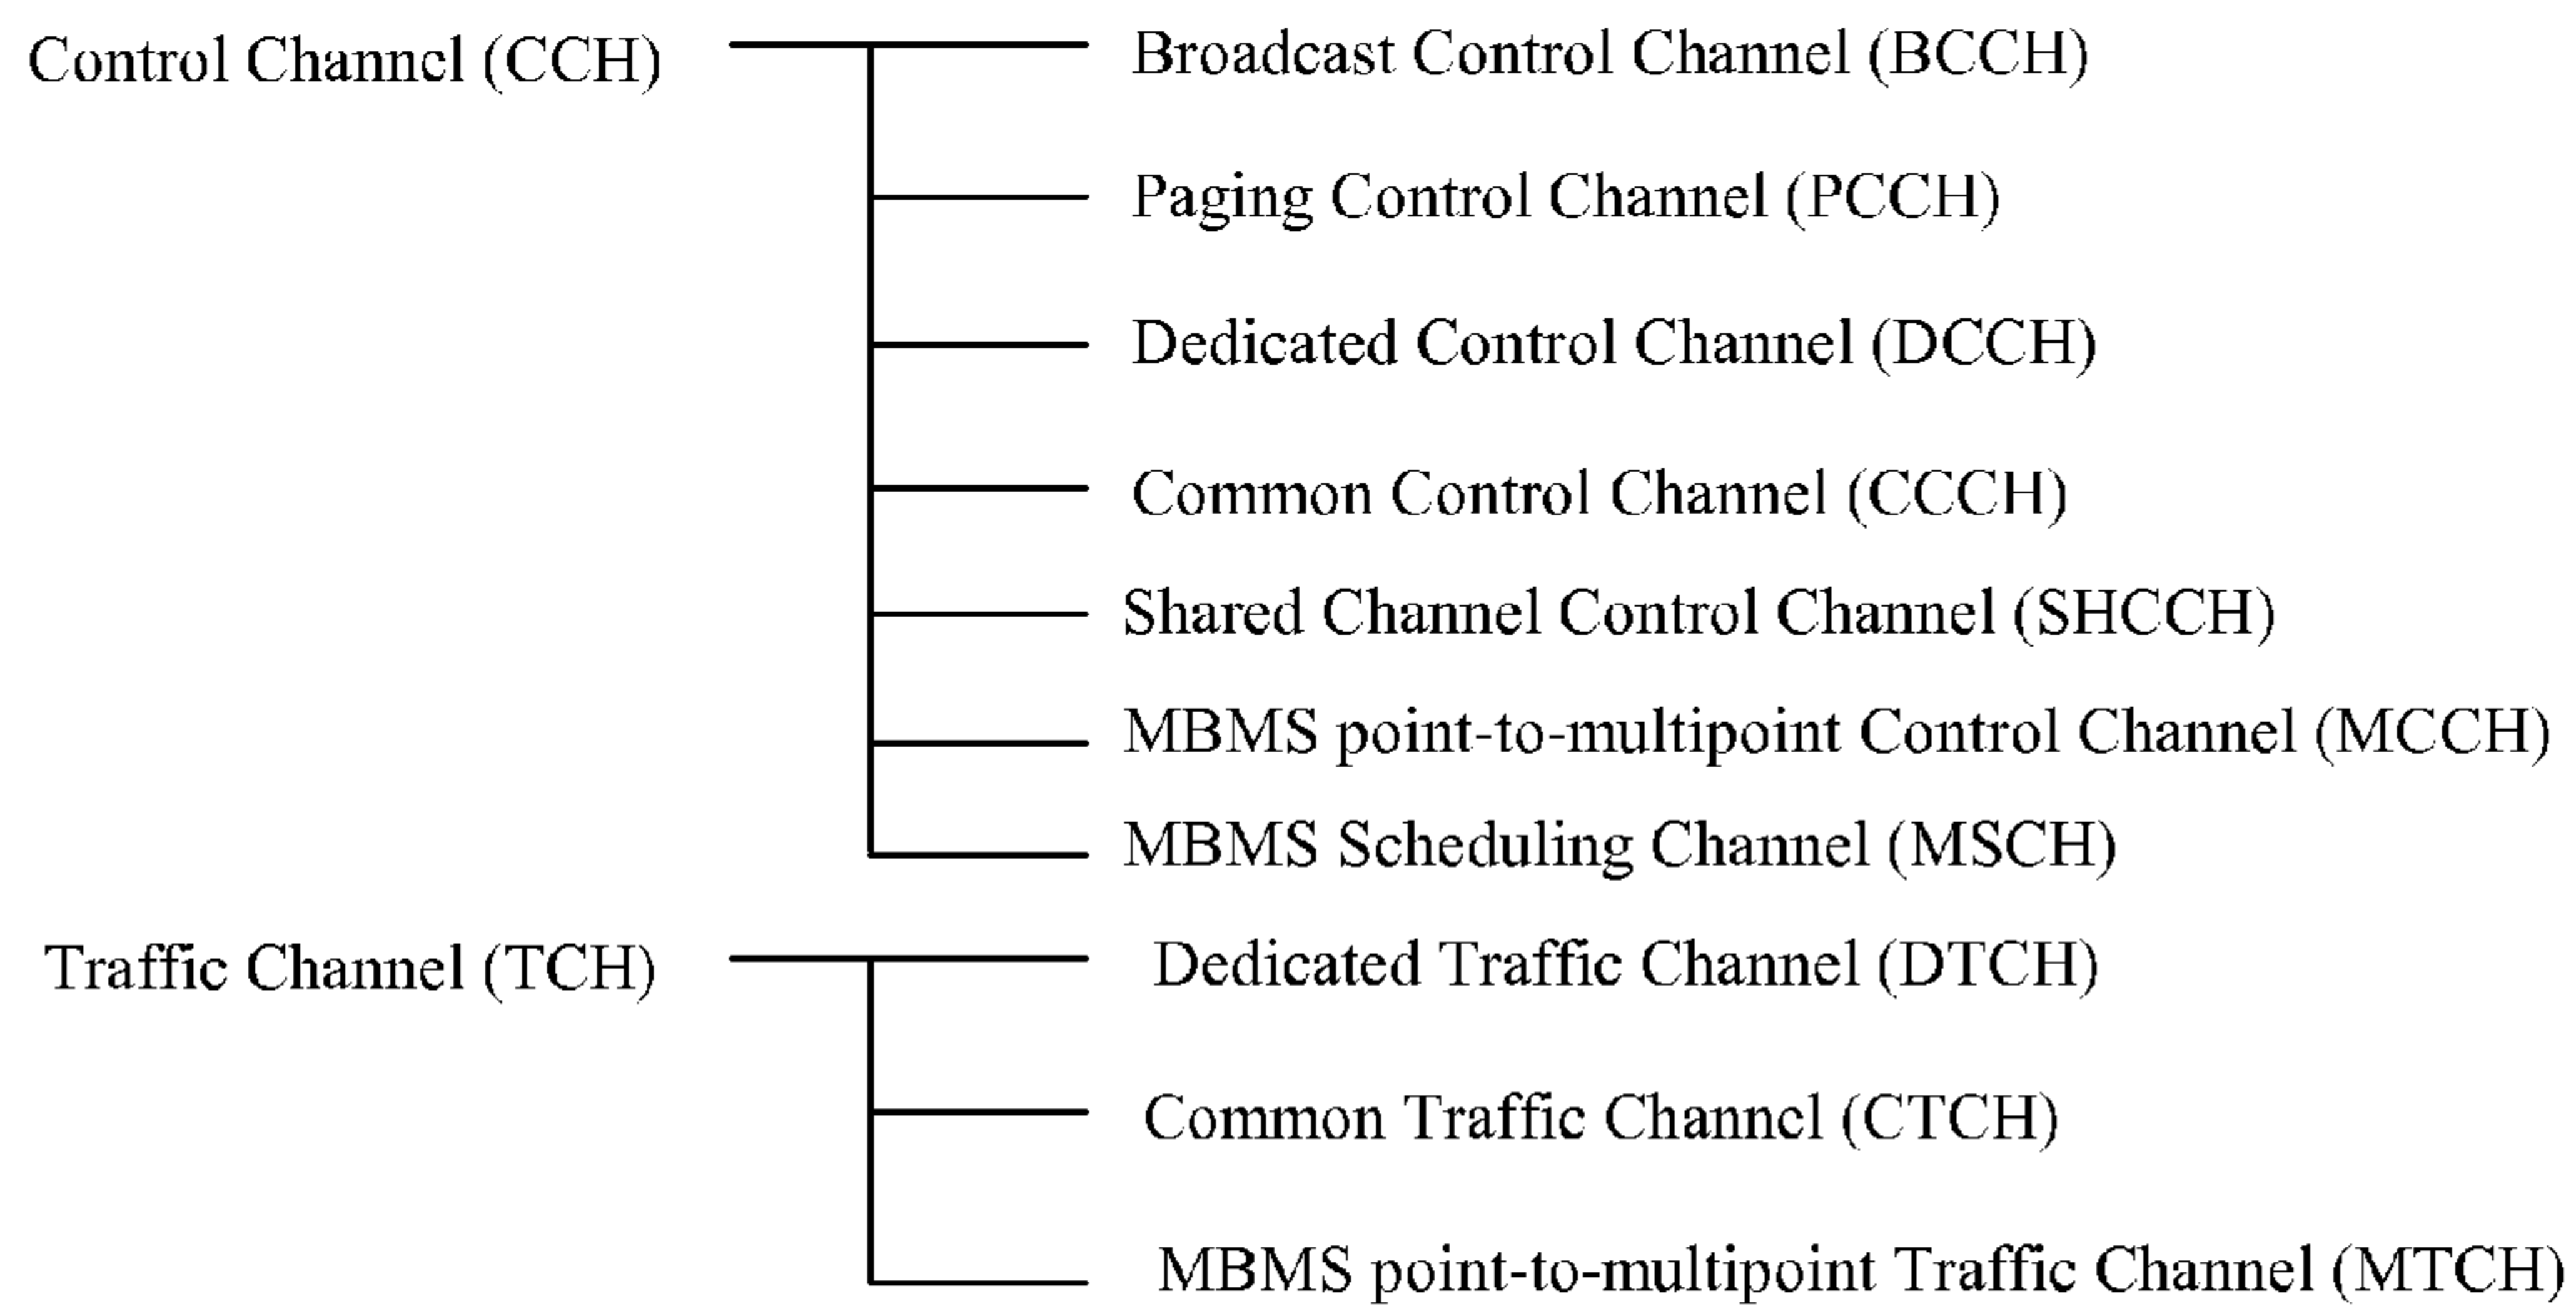 Control Channel (CCH)
Broadcast Control Channel (BCCH)
Paging Control Channel (PCCH)
Dedicated Control Channel (DCCH)
Common Control Channel (CCCH)
Shared Channel Control Channel (SHCCH)
MBMS point-to-multipoint Control Channel (MCCH)
MBMS Scheduling Channel (MSCH)
Traffic Channel (TCH)
Dedicated Traffic Channel (DTCH)
Common Traffic Channel (CTCH)
MBMS point-to-multipoint Traffic Channel (MTCH)